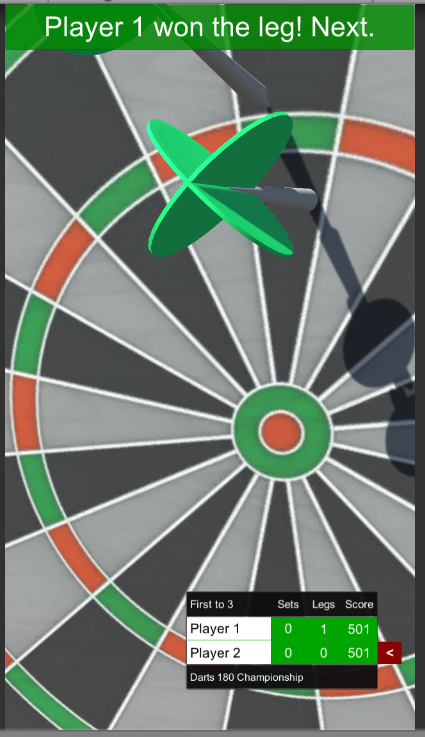 Player 1 won the leg! Next.
First to 3 Sets Legs Score
Player 1 0 1 501
Player 2 0 0 501 <
Darts 180 Championship